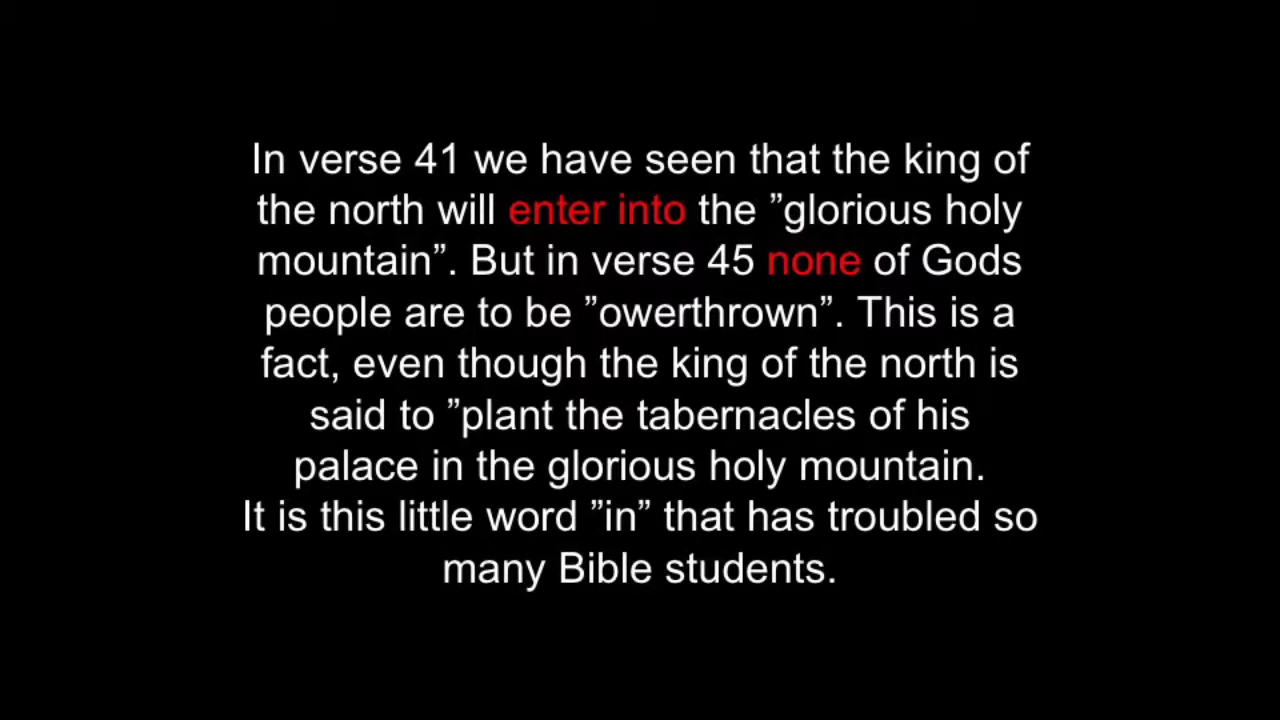 In verse 41 we have seen that the king of
the north will enter into the ”glorious holy
mountain”. But in verse 45 none of Gods
people are to be ”owerthrown”. This is a
fact, even though the king of the north is
said to ”plant the tabernacles of his
palace in the glorious holy mountain.
It is this little word ”in” that has troubled so
many Bible students.